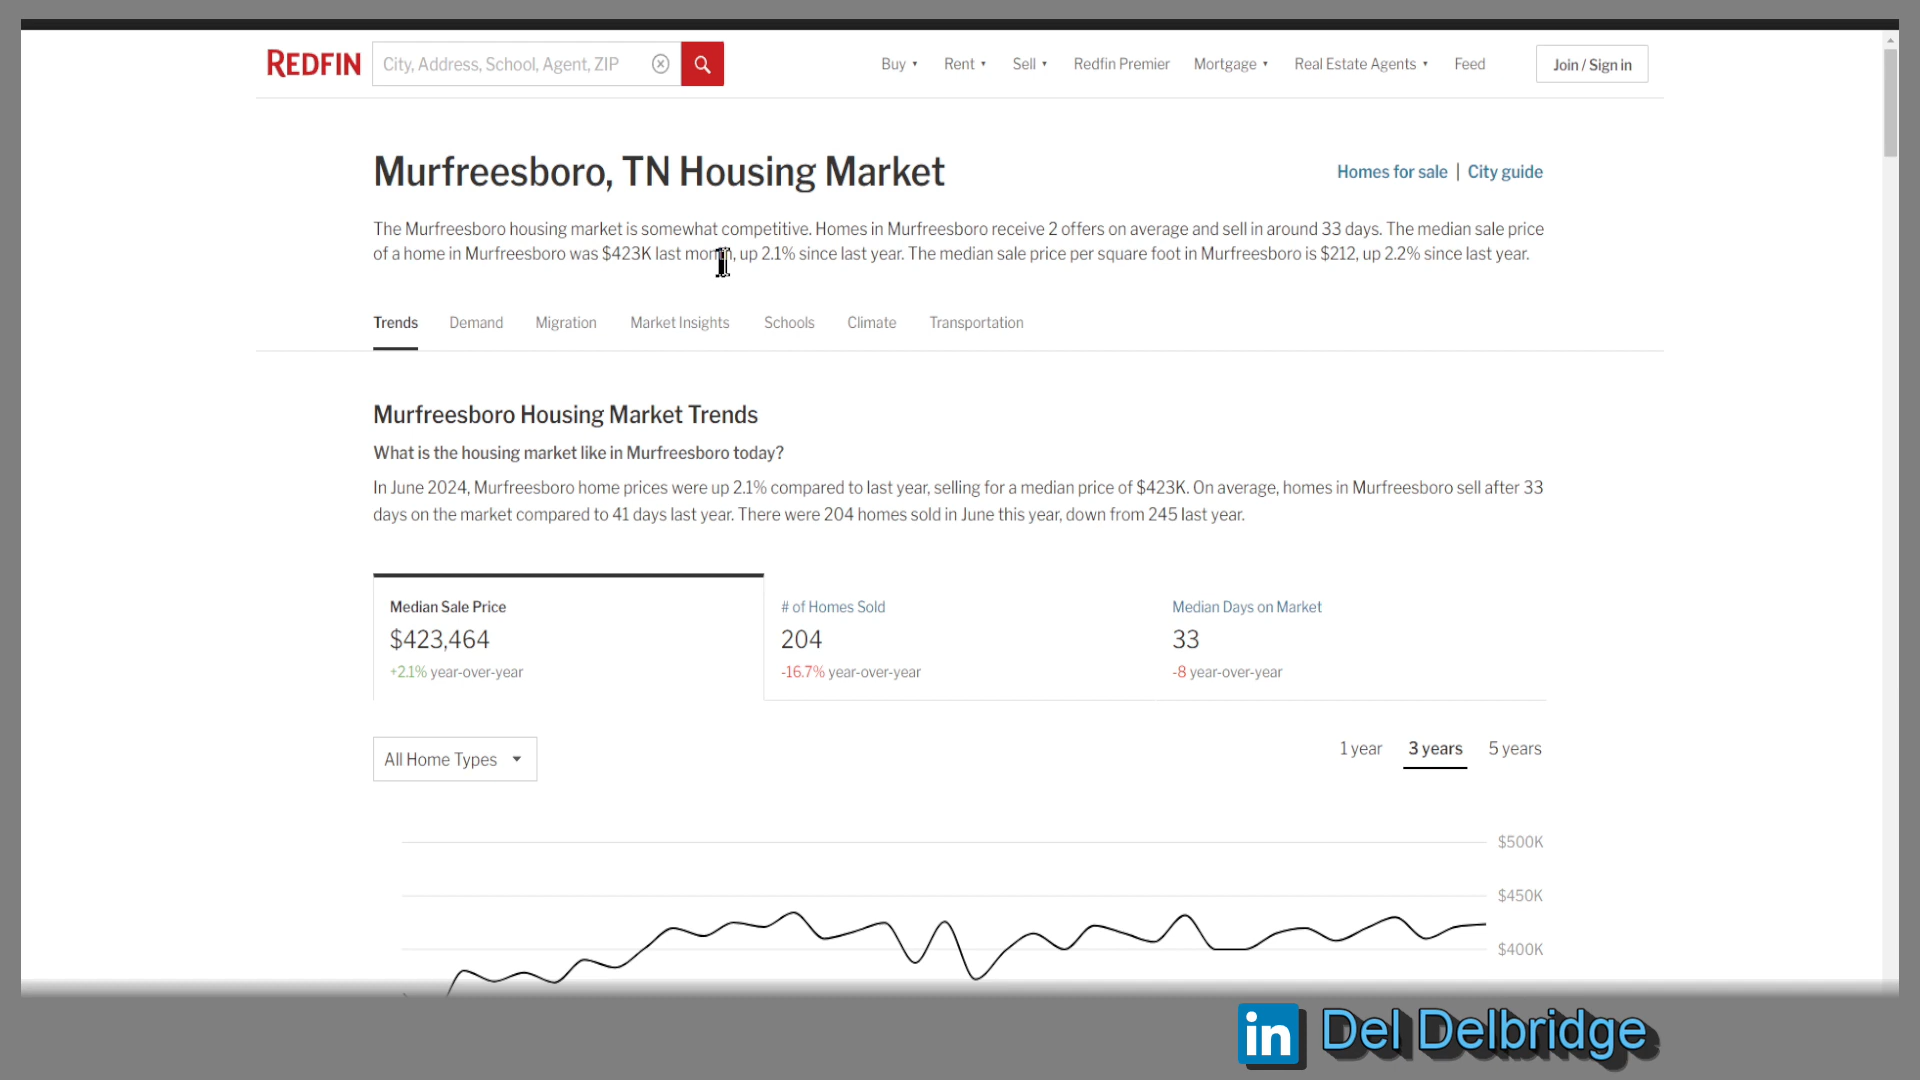 REDFIN
City, Address, School, Agent, ZIP
Buy
Rent
Sell
Redfin Premier
Mortgage
Real Estate Agents
Feed
Join / Sign in
Murfreesboro, TN Housing Market
Homes for sale | City guide
The Murfreesboro housing market is somewhat competitive. Homes in Murfreesboro receive 2 offers on average and sell in around 33 days. The median sale price
of a home in Murfreesboro was $423K last month, up 2.1% since last year. The median sale price per square foot in Murfreesboro is $212, up 2.2% since last year.
Trends
Demand
Migration
Market Insights
Schools
Climate
Transportation
Murfreesboro Housing Market Trends
What is the housing market like in Murfreesboro today?
In June 2024, Murfreesboro home prices were up 2.1% compared to last year, selling for a median price of $423K. On average, homes in Murfreesboro sell after 33
days on the market compared to 41 days last year. There were 204 homes sold in June this year, down from 245 last year.
Median Sale Price
$423,464
+2.1% year-over-year
# of Homes Sold
204
-16.7% year-over-year
Median Days on Market
33
-8 year-over-year
All Home Types
1 year
3 years
5 years
$500K
$450K
$400K
in Del Delbridge